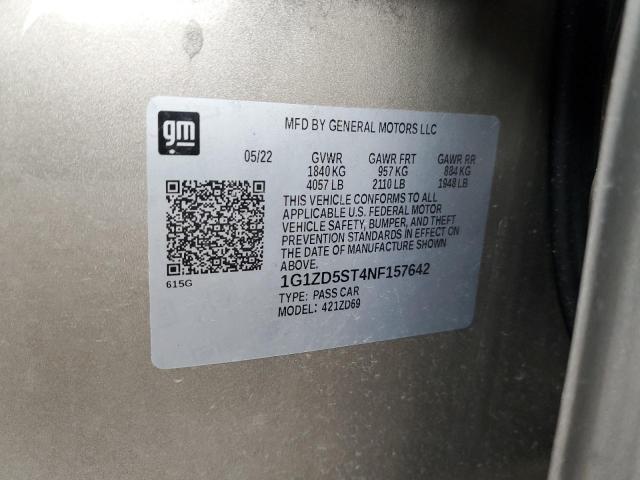 gm
MFD BY GENERAL MOTORS LLC
05/22 GVWR GAWR FRT GAWR RR
1840 KG 957 KG 884 KG
4057 LB 2110 LB 1948 LB
THIS VEHICLE CONFORMS TO ALL
APPLICABLE U.S. FEDERAL MOTOR
VEHICLE SAFETY, BUMPER, AND THEFT
PREVENTION STANDARDS IN EFFECT ON
THE DATE OF MANUFACTURE SHOWN
ABOVE.
615G
1G1ZD5ST4NF157642
TYPE: PASS CAR
MODEL: 421ZD69